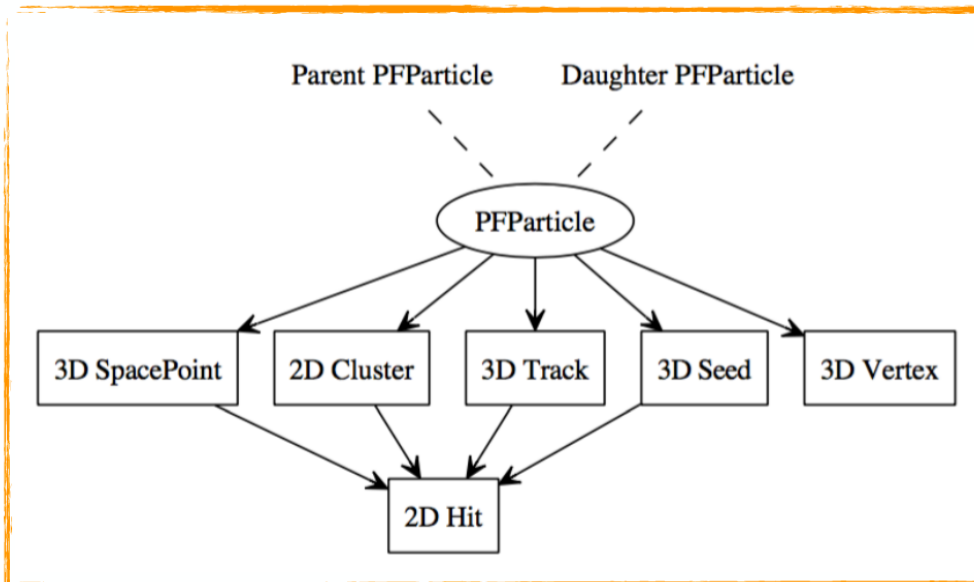 Parent PFParticle
Daughter PFParticle
PFParticle
3D SpacePoint
2D Cluster
3D Track
3D Seed
3D Vertex
2D Hit